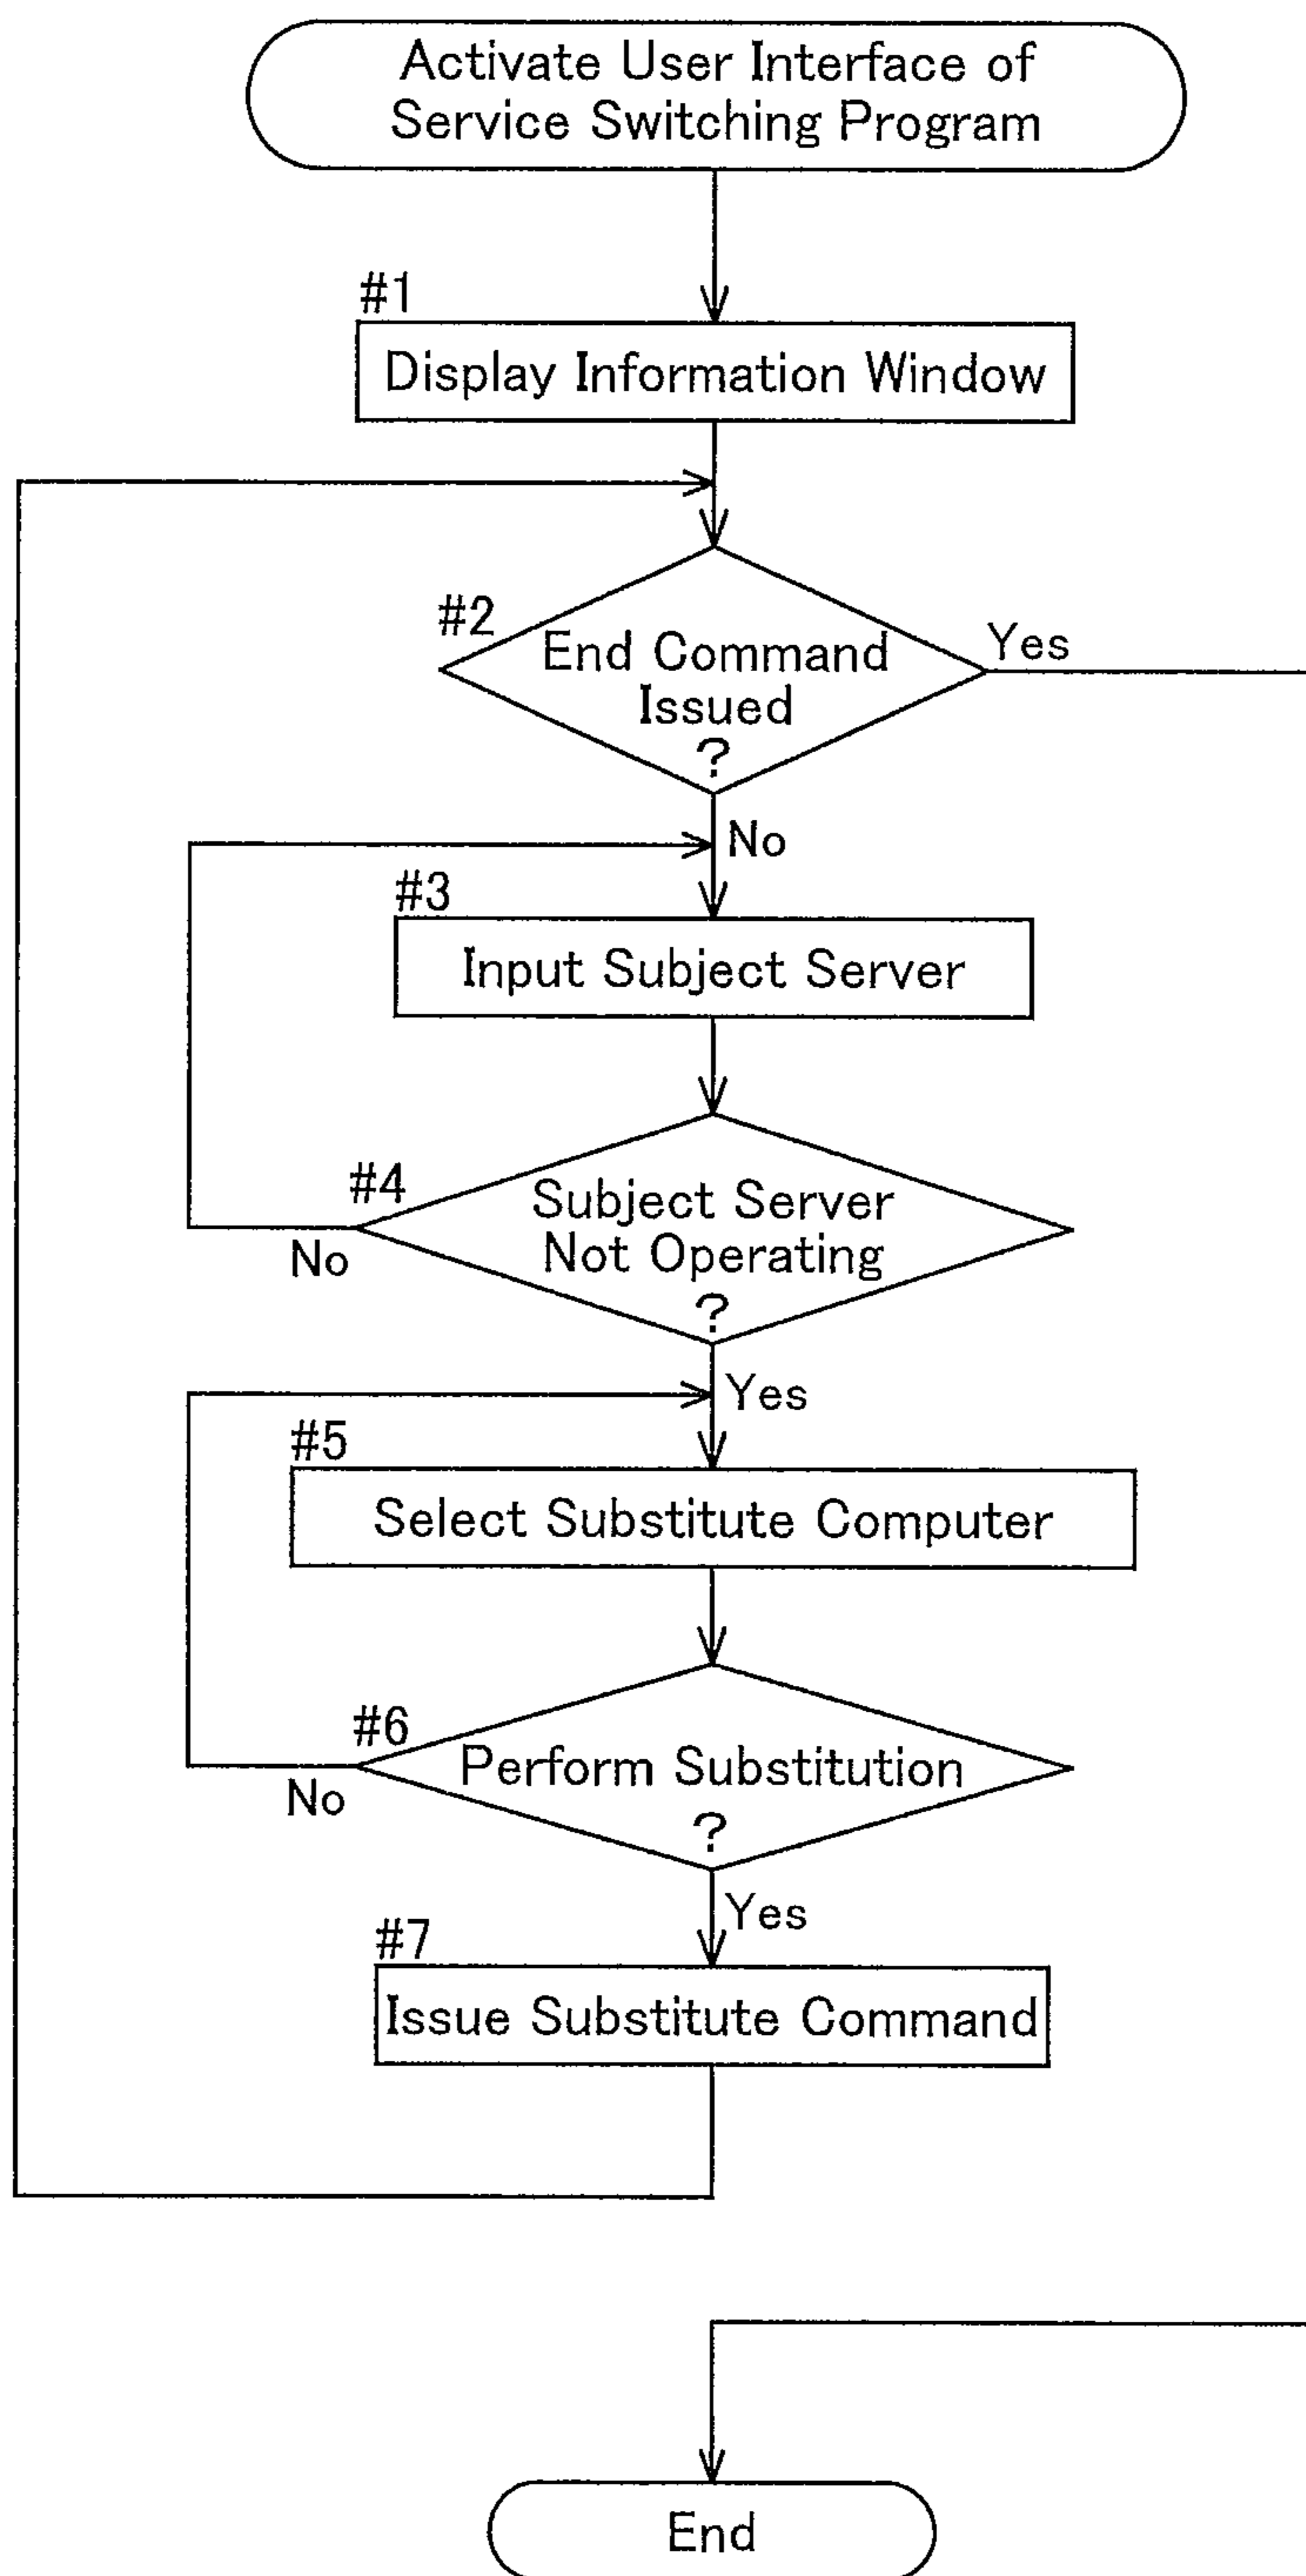 Activate User Interface of
Service Switching Program
#1
Display Information Window
#2
End Command
Issued
?
Yes
No
#3
Input Subject Server
#4
Subject Server
Not Operating
?
No
Yes
#5
Select Substitute Computer
#6
Perform Substitution
?
No
Yes
#7
Issue Substitute Command
End